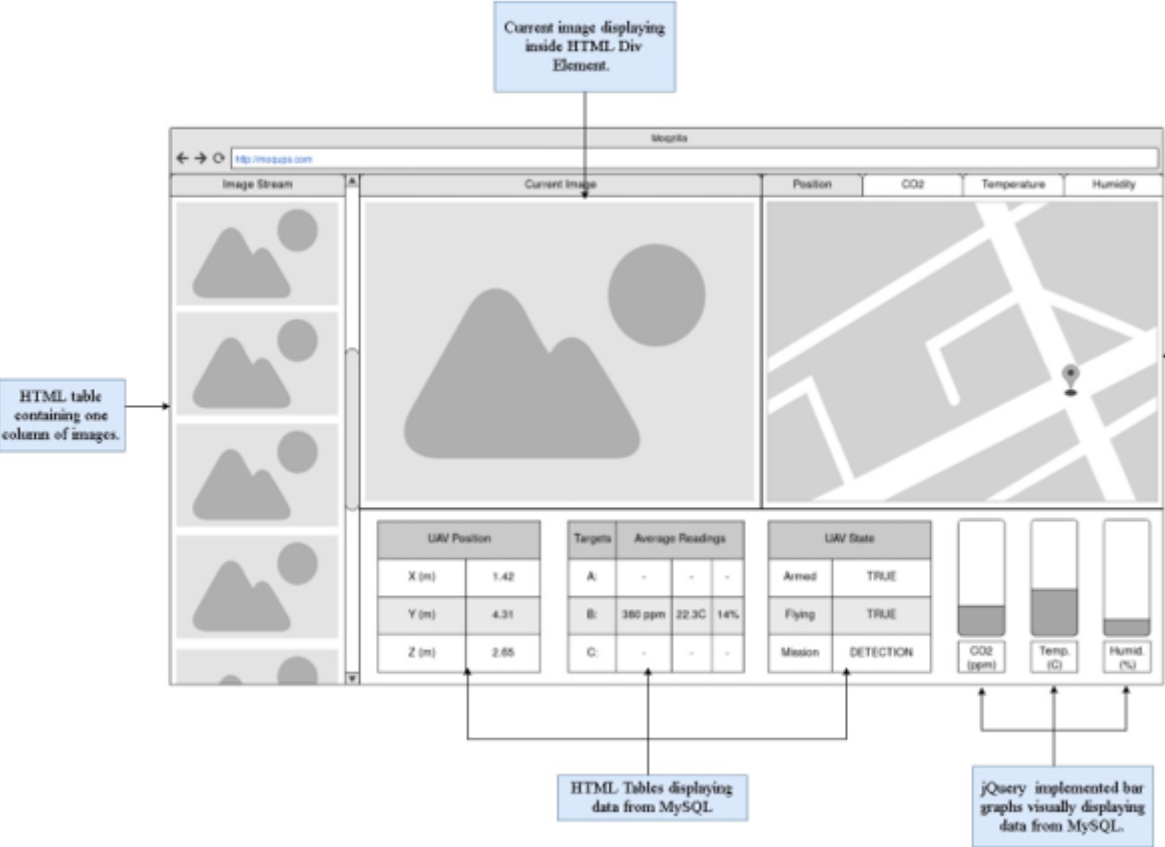 Current image displaying
inside HTML Div
Element.
Moqzilla
http://moqups.com
Image Stream
Current Image
Position
CO2
Temperature
Humidity
HTML table
containing one
column of images.
UAV Position
X (m) 1.42
Y (m) 4.31
Z (m) 2.65
Targets Average Readings
A: - - -
B: 380 ppm 22.3C 14%
C: - - -
UAV State
Armed TRUE
Flying TRUE
Mission DETECTION
CO2
(ppm)
Temp.
(C)
Humid.
(%)
HTML Tables displaying
data from MySQL
jQuery implemented bar
graphs visually displaying
data from MySQL.